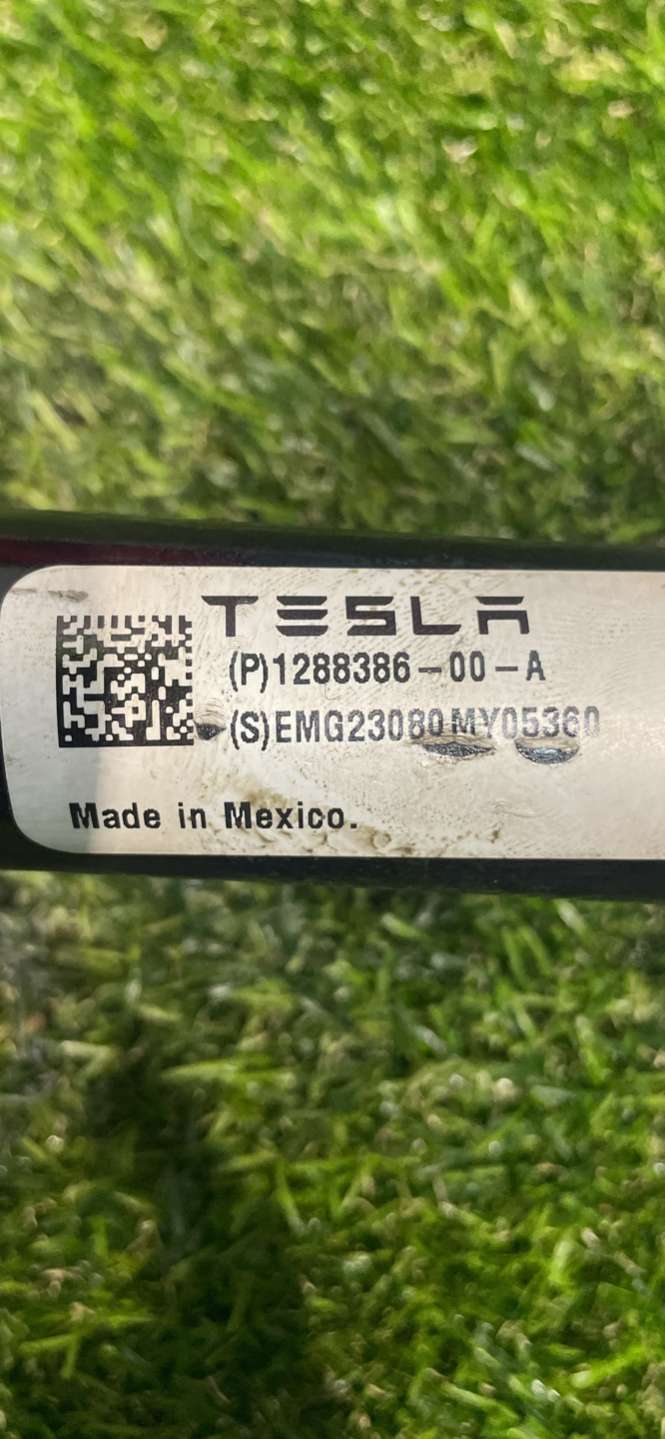 TESLA
(P)1288386-00-A
(S)EMG23080MY05360
Made in Mexico.